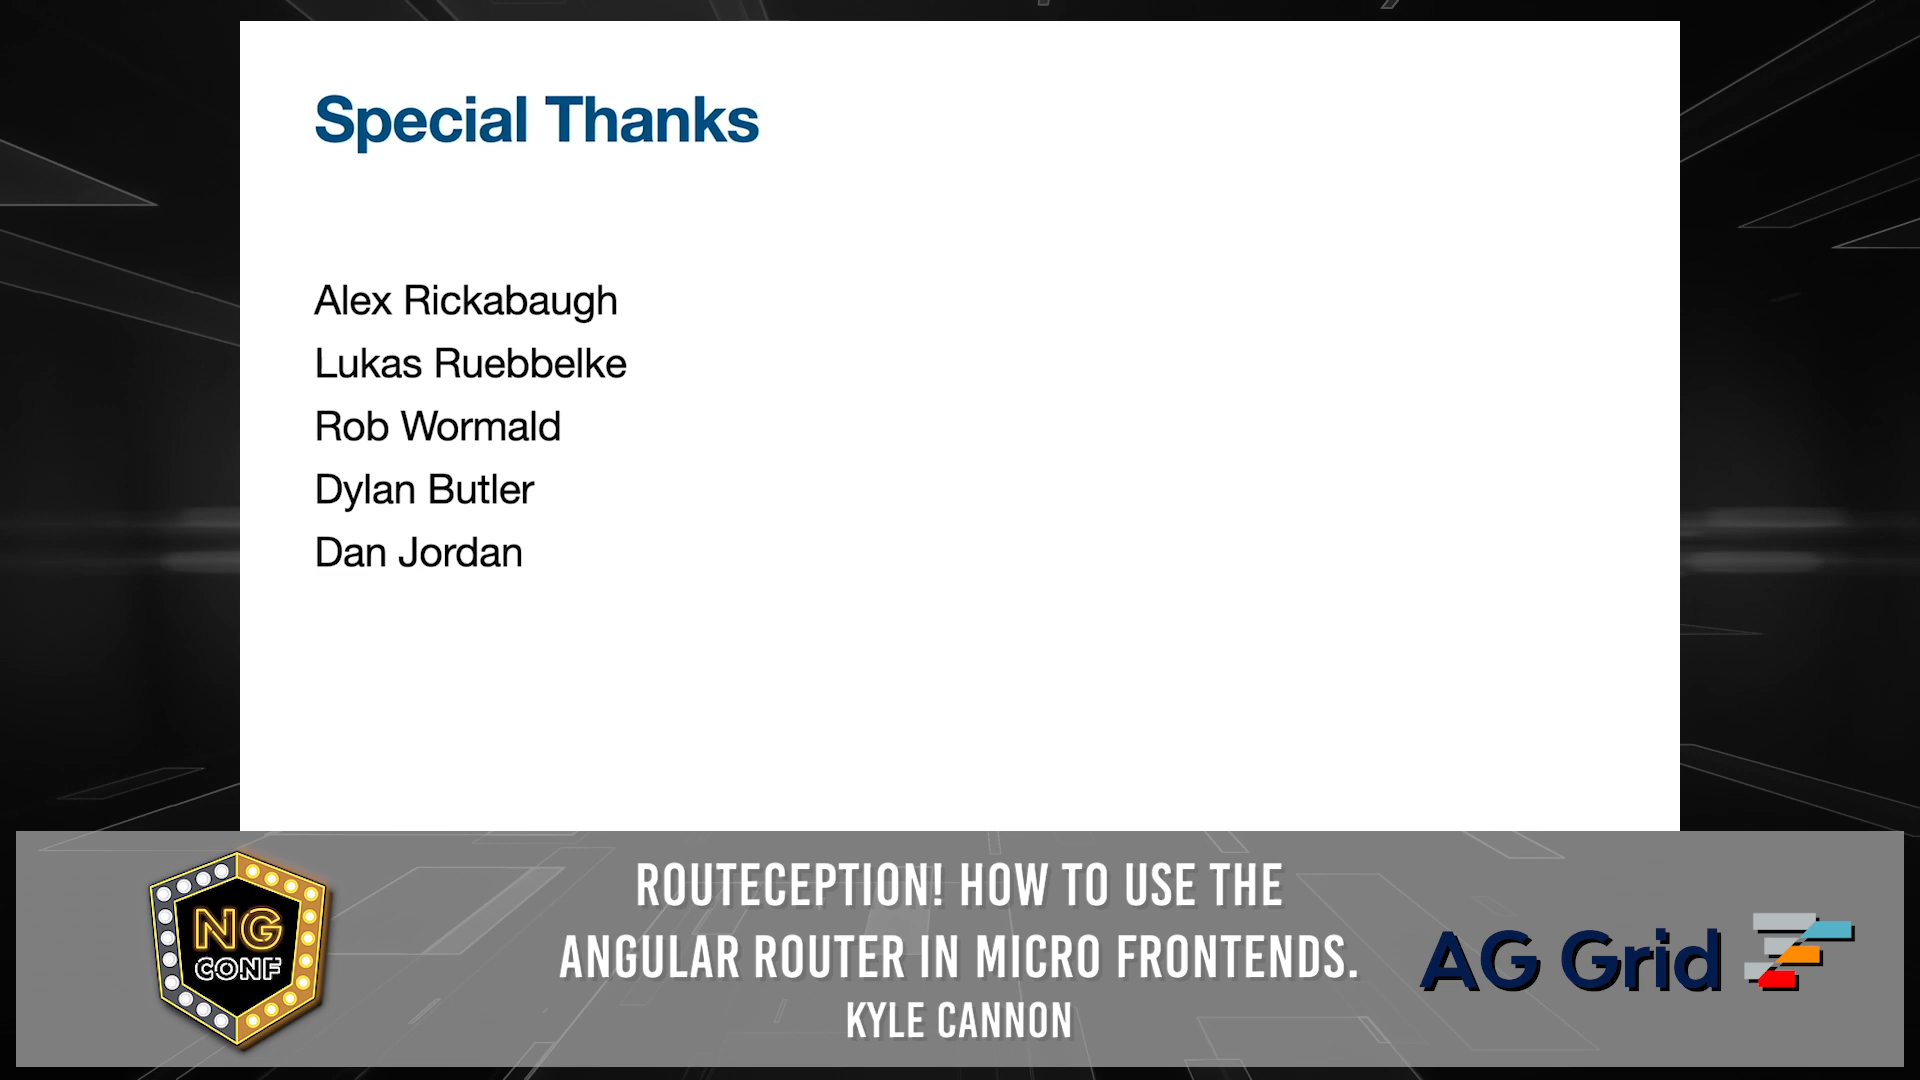 Special Thanks
Alex Rickabaugh
Lukas Ruebbelke
Rob Wormald
Dylan Butler
Dan Jordan
NG
CONF
ROUTECEPTION! HOW TO USE THE
ANGULAR ROUTER IN MICRO FRONTENDS.
KYLE CANNON
AG Grid